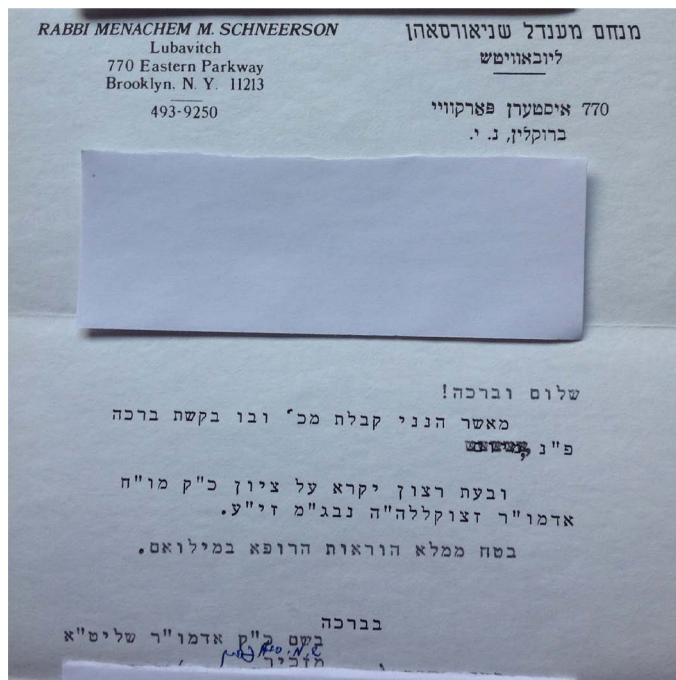 RABBI MENACHEM M. SCHNEERSON
Lubavitch
770 Eastern Parkway
Brooklyn, N. Y. 11213
493-9250
מנחם מענדל שניאורסאהן
ליובאוויטש
770 איסטערן פּאַרקוויי
ברוקלין, נ. י.
שלום וברכה!
מאשר הנני קבלת מכ' ובו בקשת ברכה
פ"נ
ובעת רצון יקרא על ציון כ"ק מו"ח
אדמו"ר זצוקללה"ה נבג"מ זי"ע.
בטח ממלא הוראות הרופא במילואם.
בברכה
בשם כ"ק אדמו"ר שליט"א
מזכיר